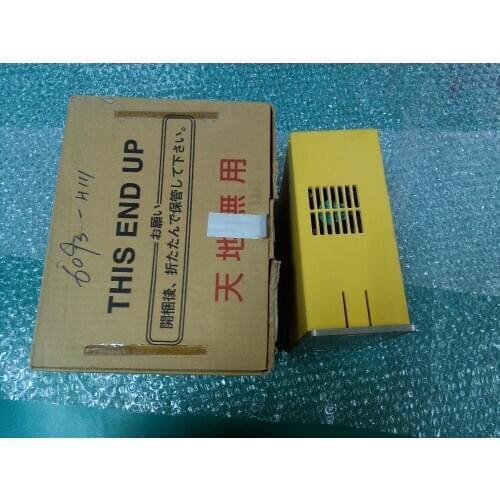 6093-H111
THIS END UP
お願い
開梱後、折たたんで保管して下さい。
天地無用